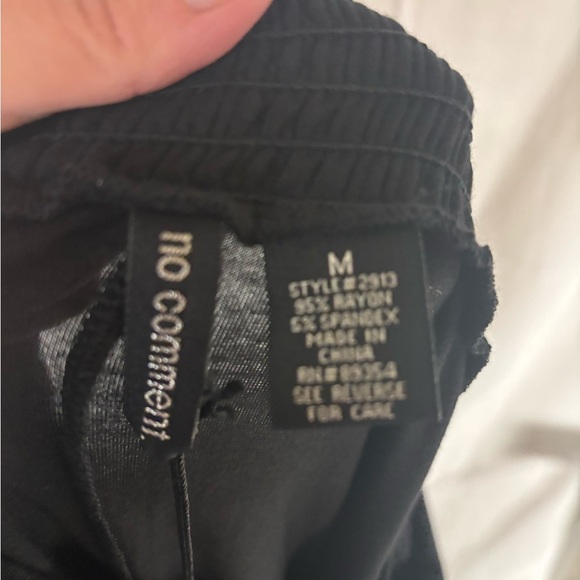 no comment.
M
STYLE#2913
95% RAYON
5% SPANDEX
MADE IN
CHINA
RN#89354
SEE REVERSE
FOR CARE